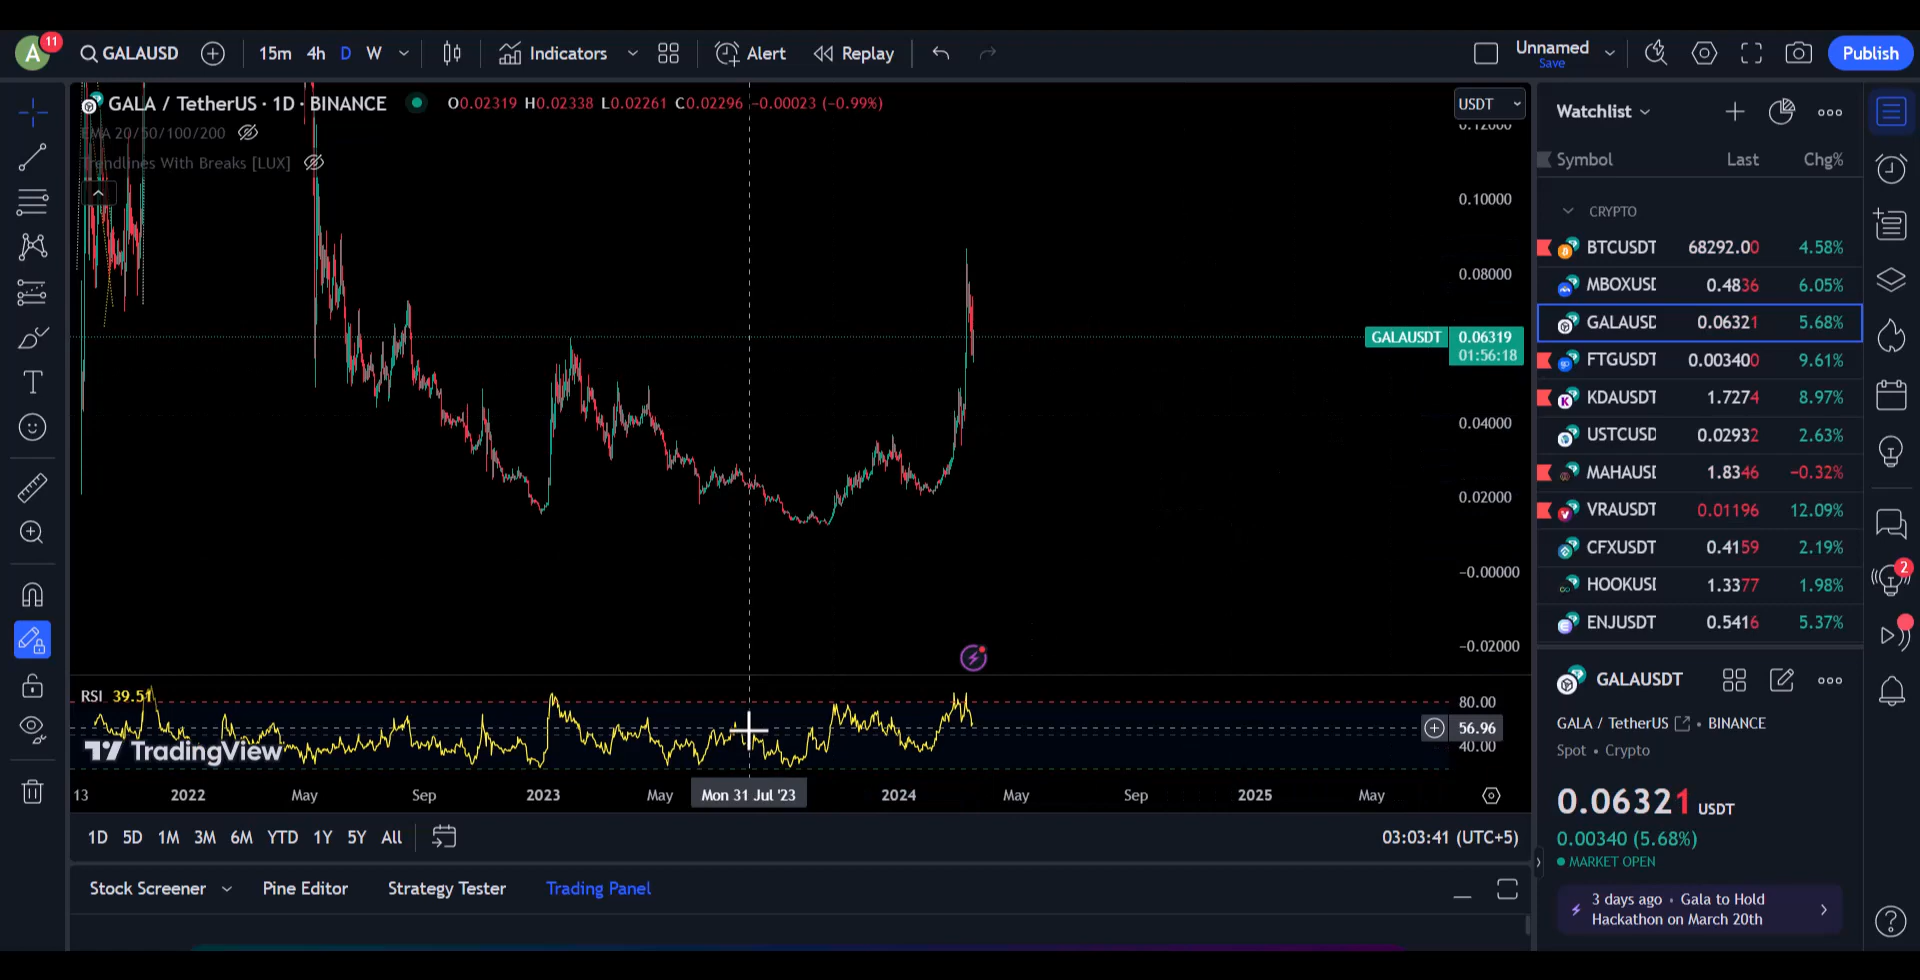 A 11 GALAUSD 15m 4h D W Indicators Alert Replay Unnamed Save Publish
GALA / TetherUS · 1D · BINANCE O0.02319 H0.02338 L0.02261 C0.02296 −0.00023 (−0.99%) USDT
EMA 20/50/100/200
Trendlines With Breaks [LUX]
0.12000
0.10000
0.08000
GALAUSDT 0.06319
01:56:18
0.04000
0.02000
−0.00000
−0.02000
RSI 39.51
80.00
56.96
40.00
TradingView
13 2022 May Sep 2023 May Mon 31 Jul '23 2024 May Sep 2025 May
1D 5D 1M 3M 6M YTD 1Y 5Y All 03:03:41 (UTC+5)
Stock Screener Pine Editor Strategy Tester Trading Panel
Watchlist
Symbol Last Chg%
CRYPTO
BTCUSDT 68292.00 4.58%
MBOXUSD 0.4836 6.05%
GALAUSD 0.06321 5.68%
FTGUSDT 0.003400 9.61%
KDAUSDT 1.7274 8.97%
USTCUSD 0.02932 2.63%
MAHAUSD 1.8346 −0.32%
VRAUSDT 0.01196 12.09%
CFXUSDT 0.4159 2.19%
HOOKUSD 1.3377 1.98%
ENJUSDT 0.5416 5.37%
GALAUSDT
GALA / TetherUS • BINANCE
Spot • Crypto
0.06321 USDT
0.00340 (5.68%)
MARKET OPEN
3 days ago • Gala to Hold
Hackathon on March 20th
2